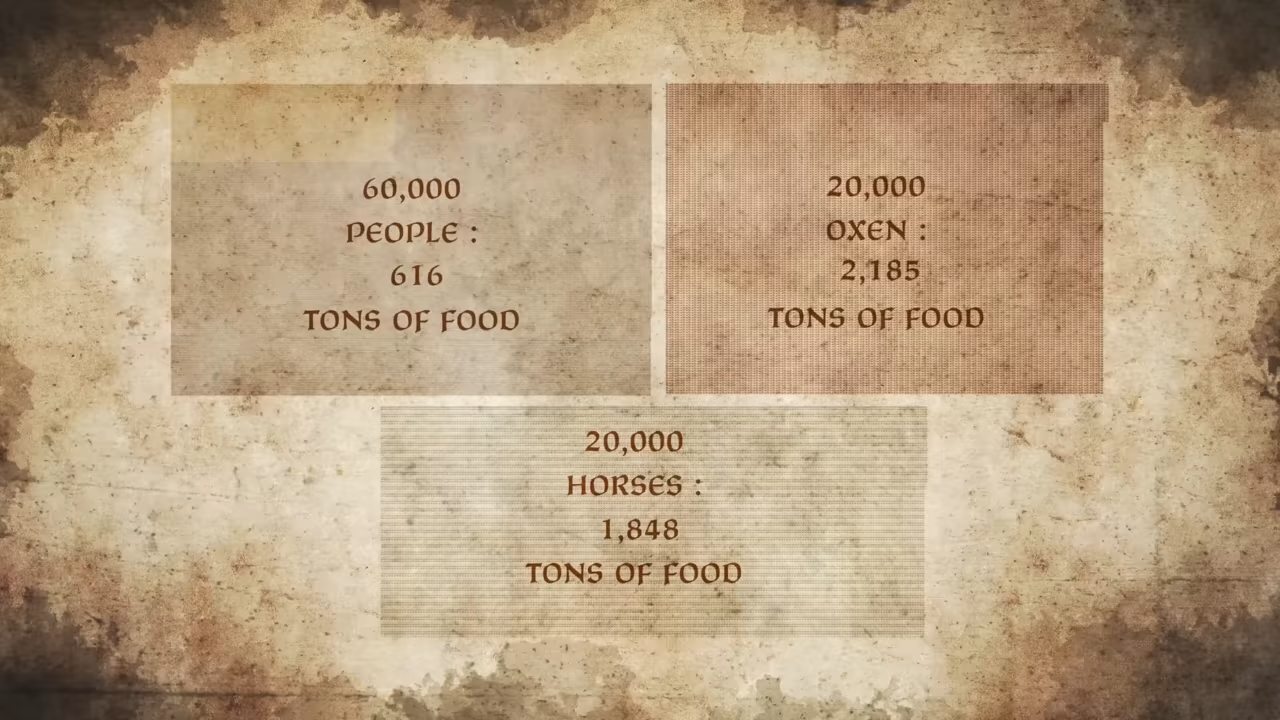 60,000
PEOPLE :
616
TONS OF FOOD
20,000
OXEN :
2,185
TONS OF FOOD
20,000
HORSES :
1,848
TONS OF FOOD